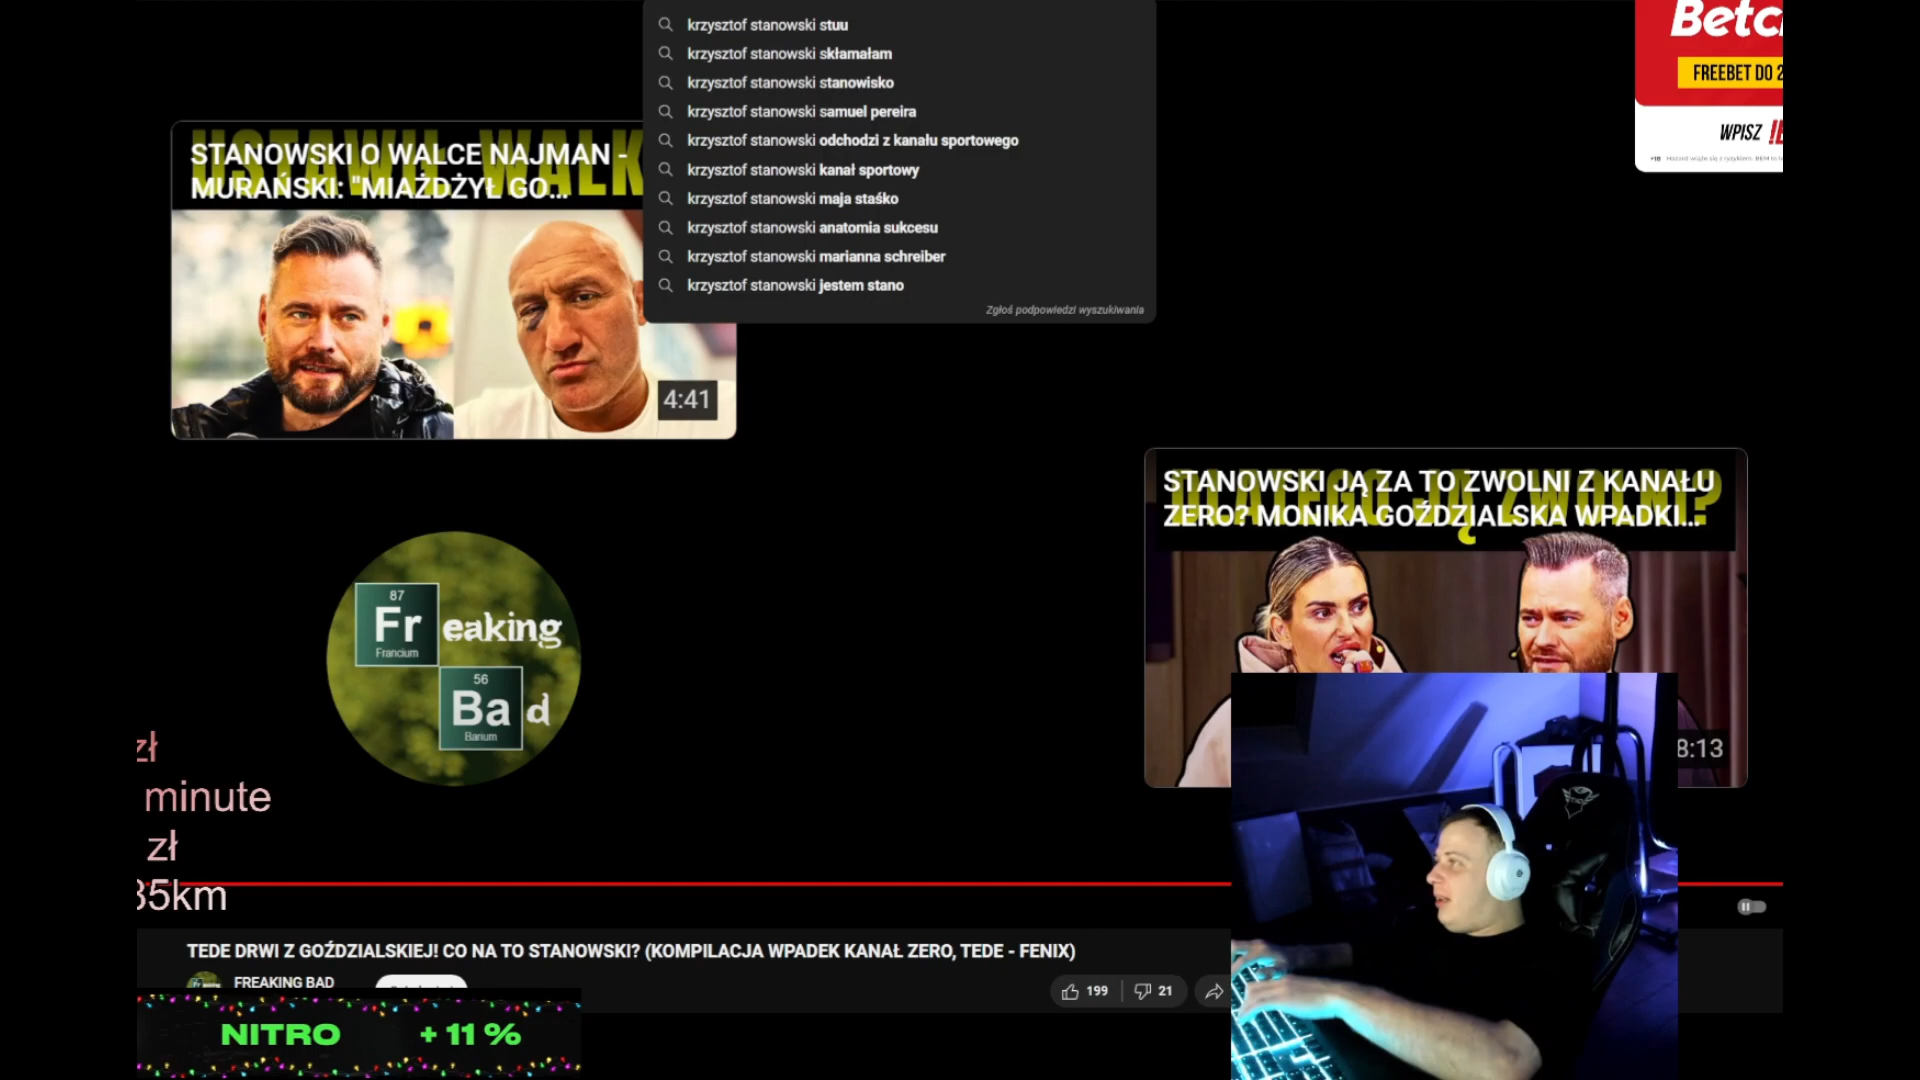 krzysztof stanowski stuu
krzysztof stanowski skłamałam
krzysztof stanowski stanowisko
krzysztof stanowski samuel pereira
krzysztof stanowski odchodzi z kanału sportowego
krzysztof stanowski kanał sportowy
krzysztof stanowski maja staśko
krzysztof stanowski anatomia sukcesu
krzysztof stanowski marianna schreiber
krzysztof stanowski jestem stano
Zgłoś podpowiedzi wyszukiwania
FREEBET DO 2
WPISZ
STANOWSKI O WALCE NAJMAN -
MURAŃSKI: "MIAŻDŻYŁ GO...
4:41
STANOWSKI JĄ ZA TO ZWOLNI Z KANAŁU
ZERO? MONIKA GOŹDZIALSKA WPADKI...
8:13
87
Fr eaking
Francium
56
Ba d
Barium
zł
minute
zł
35km
TEDE DRWI Z GOŹDZIALSKIEJ! CO NA TO STANOWSKI? (KOMPILACJA WPADEK KANAŁ ZERO, TEDE - FENIX)
FREAKING BAD
199
21
NITRO + 11 %